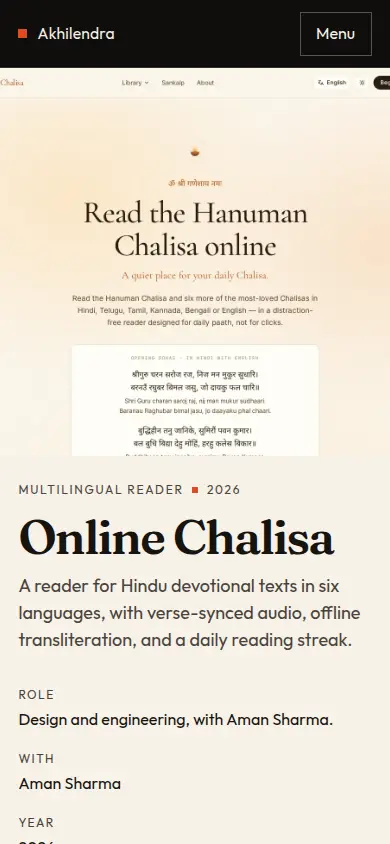 Akhilendra
Menu
Chalisa
Library
Sankalp
About
English
ॐ श्री गणेशाय नमः
Read the Hanuman
Chalisa online
A quiet place for your daily Chalisa.
Read the Hanuman Chalisa and six more of the most-loved Chalisas in
Hindi, Telugu, Tamil, Kannada, Bengali or English — in a distraction-
free reader designed for daily paath, not for clicks.
OPENING DOHAS · IN HINDI WITH ENGLISH
श्रीगुरु चरन सरोज रज, निज मन मुकुर सुधारि।
बरनउँ रघुबर बिमल जसु, जो दायकु फल चारि॥
Shri Guru charan saroj raj, nij man mukur sudhaari.
Baranau Raghubar bimal jasu, jo daayaku phal chaari.
बुद्धिहीन तनु जानिके, सुमिरौं पवन कुमार।
बल बुधि बिद्या देहु मोहिं, हरहु कलेस बिकार॥
MULTILINGUAL READER 2026
Online Chalisa
A reader for Hindu devotional texts in six
languages, with verse-synced audio, offline
transliteration, and a daily reading streak.
ROLE
Design and engineering, with Aman Sharma.
WITH
Aman Sharma
YEAR